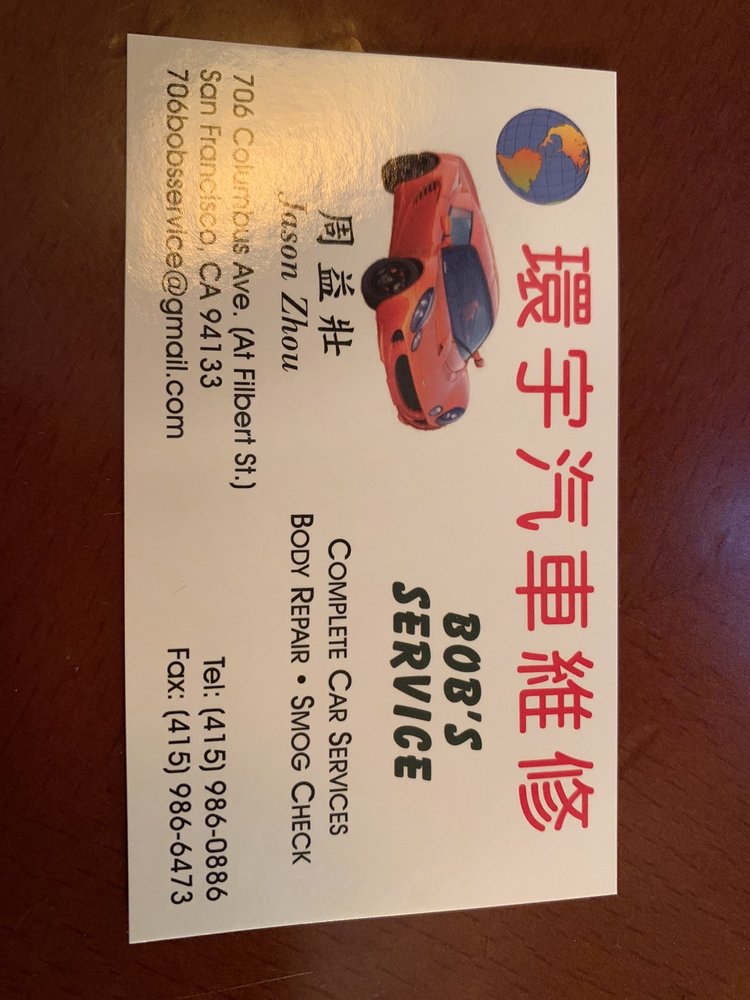 環宇汽車維修
BOB'S
SERVICE
周益壯
Jason Zhou
COMPLETE CAR SERVICES
BODY REPAIR • SMOG CHECK
706 Columbus Ave. (At Filbert St.)
San Francisco, CA 94133
706bobsservice@gmail.com
Tel: (415) 986-0886
Fax: (415) 986-6473